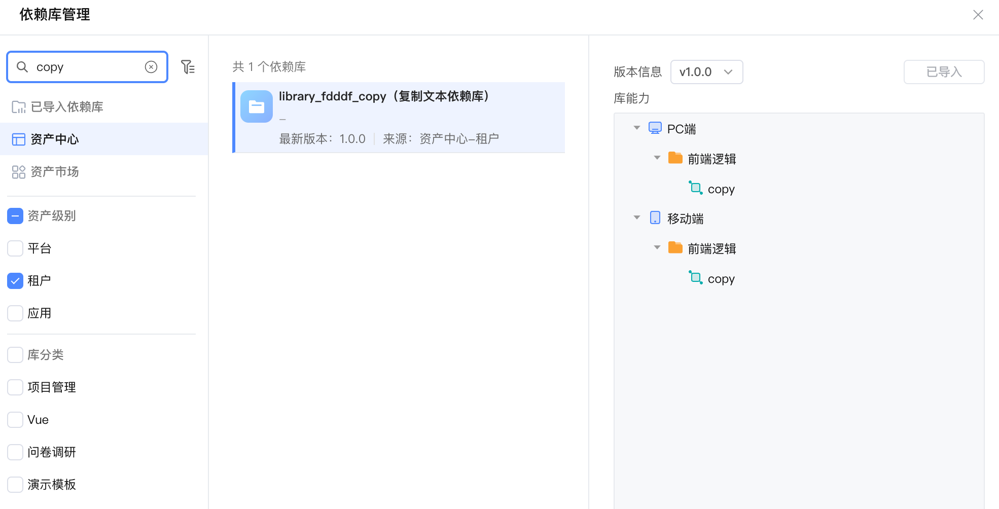 依赖库管理
copy
已导入依赖库
资产中心
资产市场
资产级别
平台
租户
应用
库分类
项目管理
Vue
问卷调研
演示模板
共 1 个依赖库
library_fdddf_copy（复制文本依赖库）
–
最新版本：1.0.0
来源：资产中心–租户
版本信息
v1.0.0
已导入
库能力
PC端
前端逻辑
copy
移动端
前端逻辑
copy